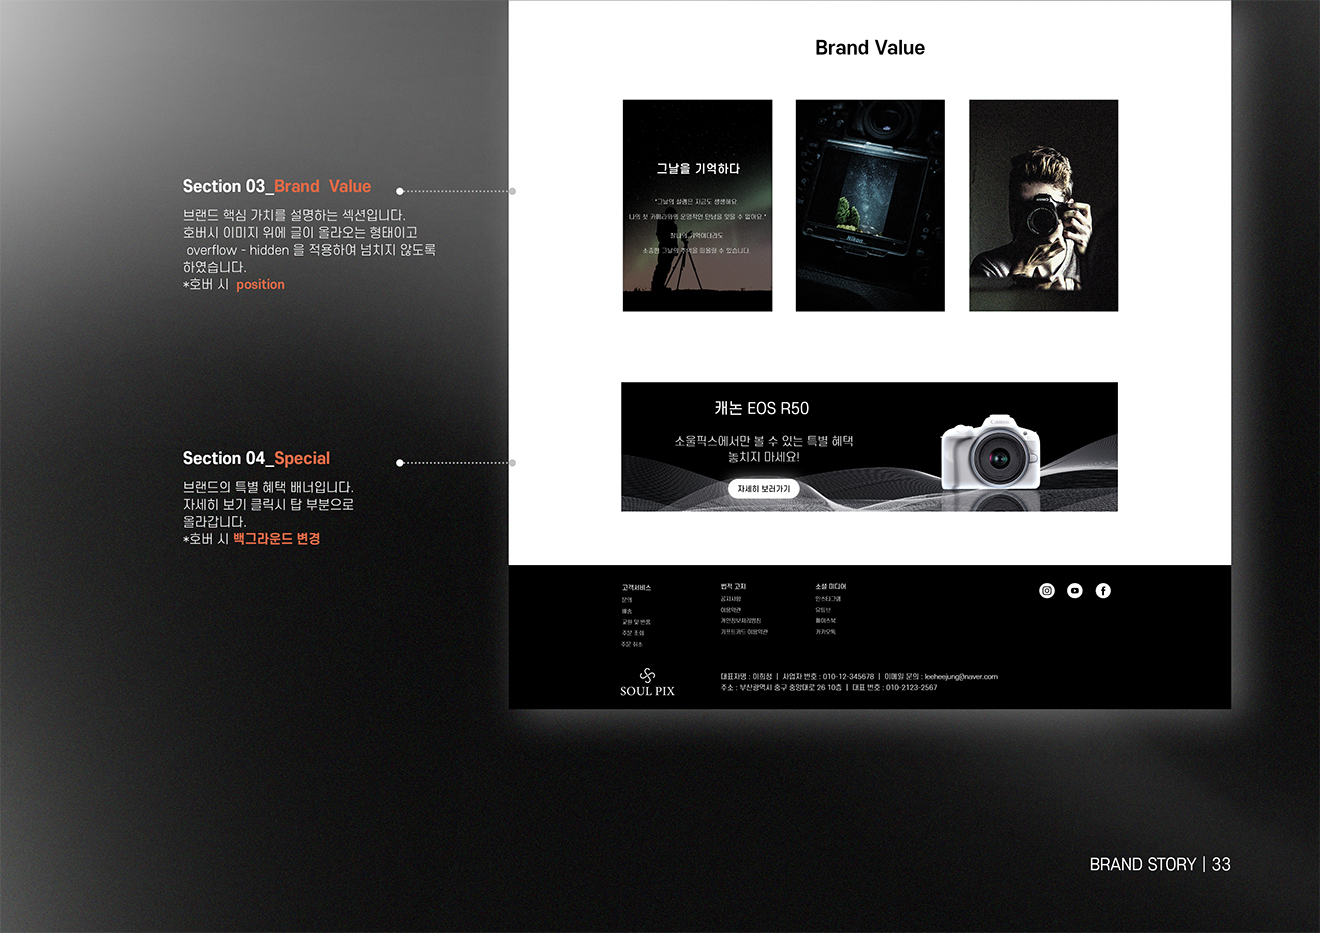 Brand Value
그날을 기억하다
"그날의 설렘은 지금도 생생해요.
나의 첫 카메라와의 운명적인 만남을 잊을 수 없어요."
찰나의 기억이더라도
소중한 그날의 추억을 떠올릴 수 있습니다.
Nikon
Section 03_Brand Value
브랜드 핵심 가치를 설명하는 섹션입니다.
호버시 이미지 위에 글이 올라오는 형태이고
overflow - hidden 을 적용하여 넘치지 않도록
하였습니다.
*호버 시 position
캐논 EOS R50
소울픽스에서만 볼 수 있는 특별 혜택
놓치지 마세요!
자세히 보러가기
Canon
Section 04_Special
브랜드의 특별 혜택 배너입니다.
자세히 보기 클릭시 탑 부분으로
올라갑니다.
*호버 시 백그라운드 변경
고객서비스
문의
배송
교환 및 반품
주문 조회
주문 취소
법적 고지
공지사항
이용약관
개인정보처리방침
기프트카드 이용약관
소셜 미디어
인스타그램
유튜브
페이스북
카카오톡
SOUL PIX
대표자명 : 이희정 | 사업자 번호 : 010-12-345678 | 이메일 문의 : leeheejung@naver.com
주소 : 부산광역시 중구 중앙대로 26 10층 | 대표 번호 : 010-2123-2567
BRAND STORY | 33